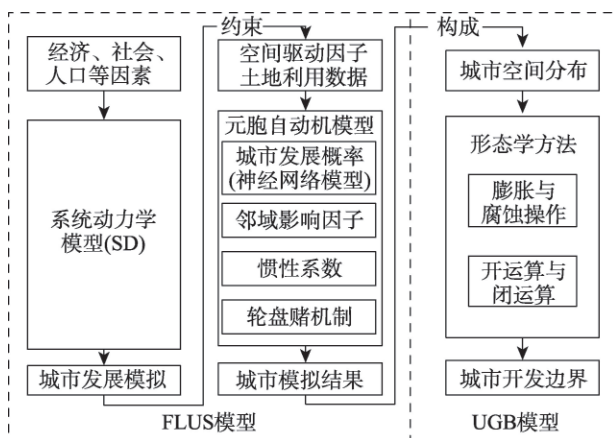 经济、社会、
人口等因素
系统动力学
模型(SD)
城市发展模拟
约束
空间驱动因子
土地利用数据
元胞自动机模型
城市发展概率
(神经网络模型)
邻域影响因子
惯性系数
轮盘赌机制
城市模拟结果
FLUS模型
构成
城市空间分布
形态学方法
膨胀与
腐蚀操作
开运算与
闭运算
城市开发边界
UGB模型